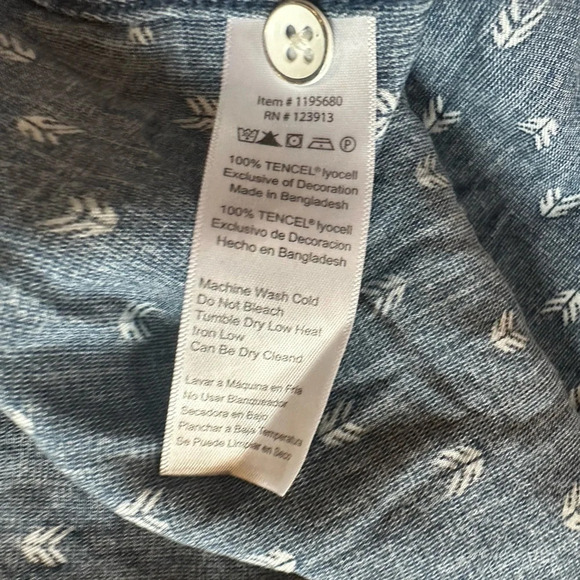 Item # 1195680
RN # 123913
P
100% TENCEL® lyocell
Exclusive of Decoration
Made in Bangladesh
100% TENCEL® lyocell
Exclusivo de Decoracion
Hecho en Bangladesh
Machine Wash Cold
Do Not Bleach
Tumble Dry Low Heat
Iron Low
Can Be Dry Cleand
Lavar a Máquina en Fria
No Usar Blanqueador
Secadora en Bajo
Planchar a Baja Temperatura
Se Puede Limpiar en Seco